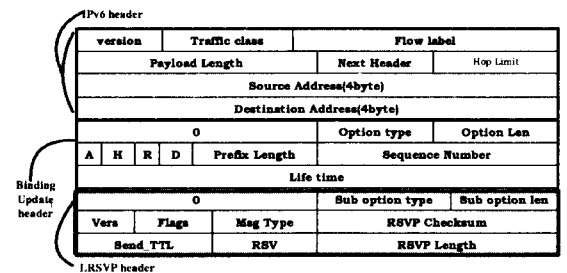 IPv6 header
version Traffic class Flow label
Payload Length Next Header Hop Limit
Source Address(4byte)
Destination Address(4byte)
0 Option type Option Len
A H R D Prefix Length Sequence Number
Life time
Binding
Update
header
0 Sub option type Sub option len
Vers Flags Msg Type RSVP Checksum
Send_TTL RSV RSVP Length
LRSVP header